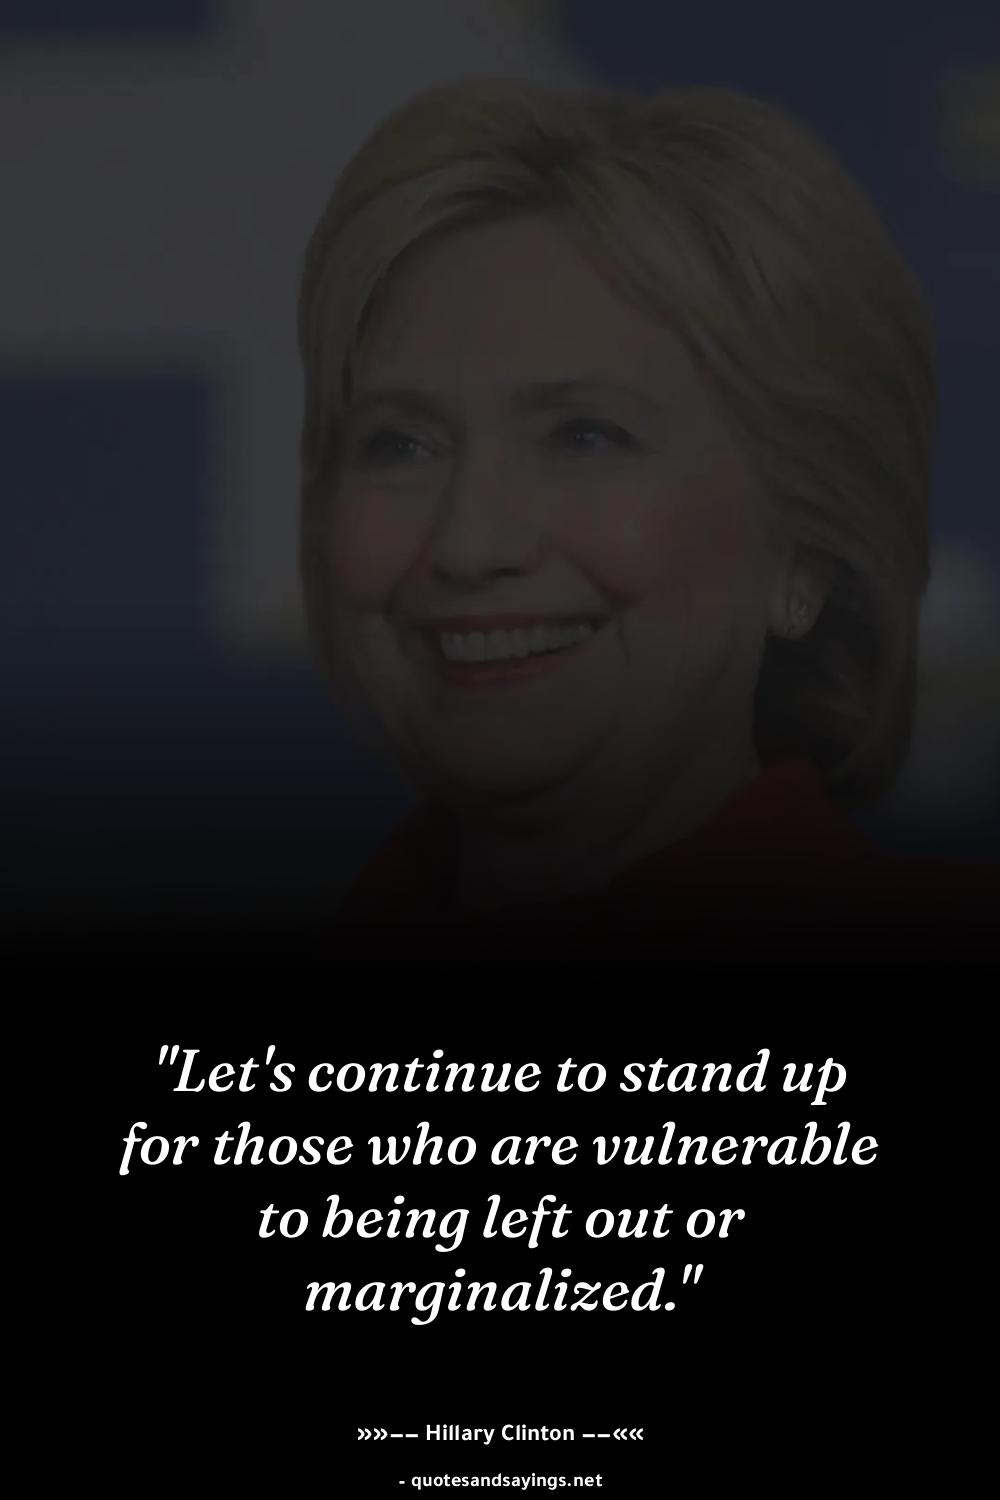 "Let's continue to stand up
for those who are vulnerable
to being left out or
marginalized."
»»–– Hillary Clinton ––««
- quotesandsayings.net